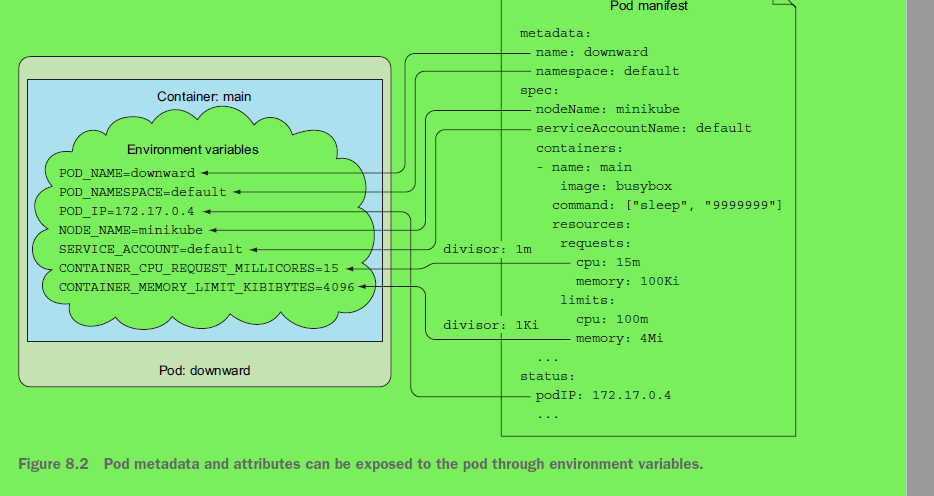 Pod manifest
metadata:
name: downward
namespace: default
spec:
nodeName: minikube
serviceAccountName: default
containers:
- name: main
image: busybox
command: ["sleep", "9999999"]
resources:
requests:
cpu: 15m
memory: 100Ki
limits:
cpu: 100m
memory: 4Mi
...
status:
podIP: 172.17.0.4
...
Container: main
Environment variables
POD_NAME=downward
POD_NAMESPACE=default
POD_IP=172.17.0.4
NODE_NAME=minikube
SERVICE_ACCOUNT=default
CONTAINER_CPU_REQUEST_MILLICORES=15
CONTAINER_MEMORY_LIMIT_KIBIBYTES=4096
divisor: 1m
divisor: 1Ki
Pod: downward
Figure 8.2 Pod metadata and attributes can be exposed to the pod through environment variables.